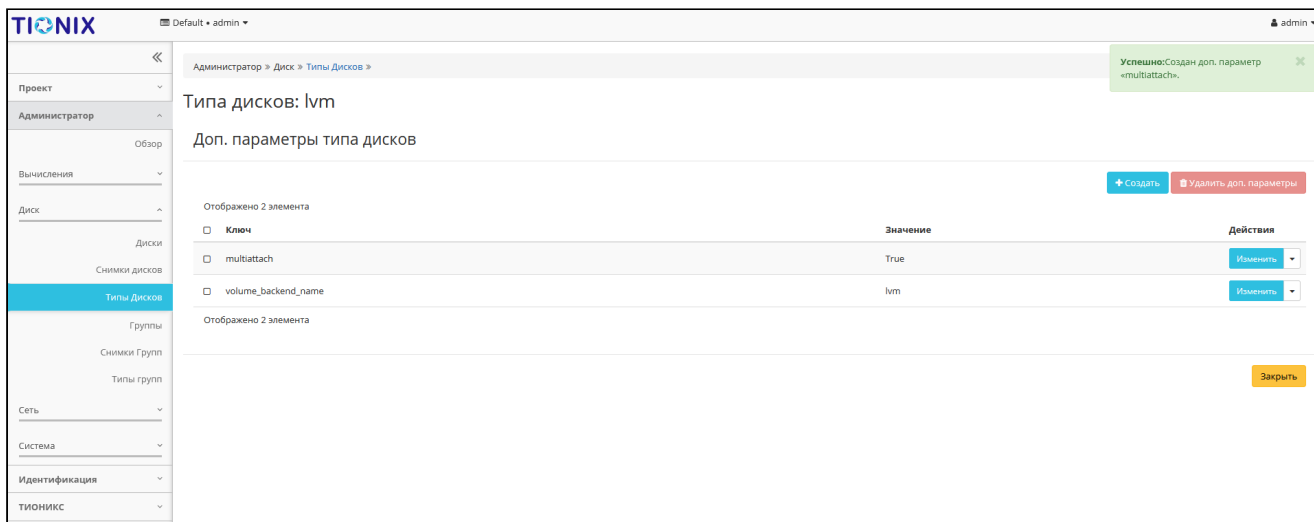 TIONIX
Default • admin
admin
Администратор » Диск » Типы Дисков »
Успешно:Создан доп. параметр
«multiattach».
Проект
Администратор
Обзор
Вычисления
Диск
Диски
Снимки дисков
Типы Дисков
Группы
Снимки Групп
Типы групп
Сеть
Система
Идентификация
ТИОНИКС
Типа дисков: lvm
Доп. параметры типа дисков
Создать
Удалить доп. параметры
Отображено 2 элемента
Ключ Значение Действия
multiattach True Изменить
volume_backend_name lvm Изменить
Отображено 2 элемента
Закрыть